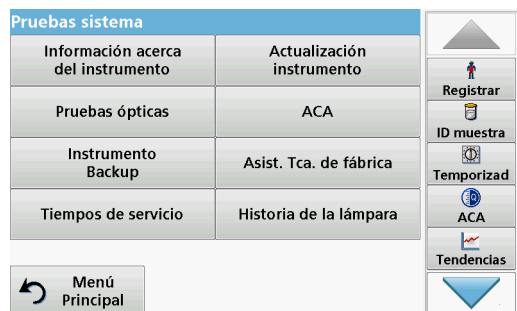 Pruebas sistema
Información acerca
del instrumento
Actualización
instrumento
Pruebas ópticas
ACA
Instrumento
Backup
Asist. Tca. de fábrica
Tiempos de servicio
Historia de la lámpara
Menú
Principal
Registrar
ID muestra
Temporizad
ACA
Tendencias